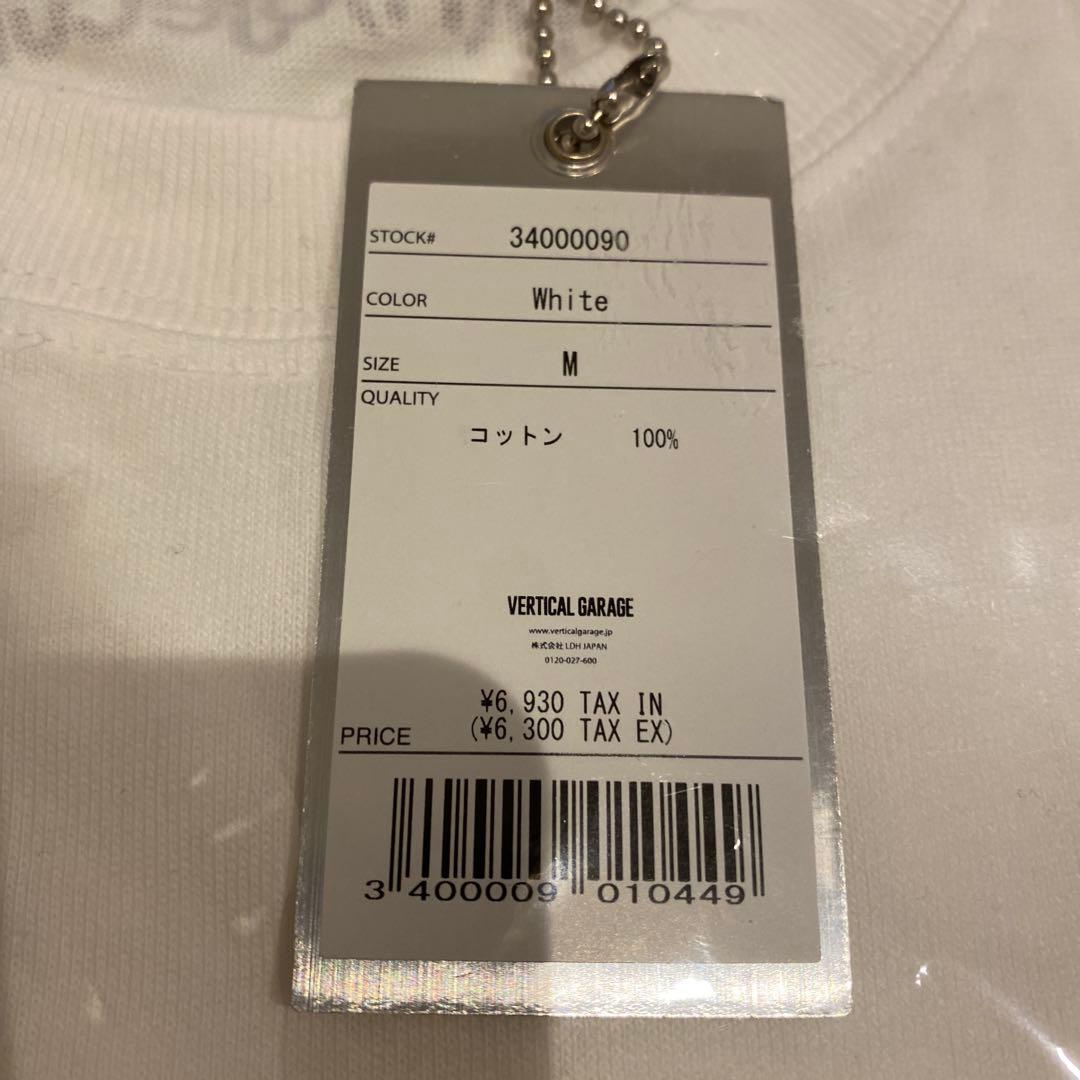 STOCK# 34000090
COLOR White
SIZE M
QUALITY
コットン 100%
VERTICAL GARAGE
www.verticalgarage.jp
株式会社 LDH JAPAN
0120-027-600
¥6,930 TAX IN
PRICE (¥6,300 TAX EX)
3 400009 010449